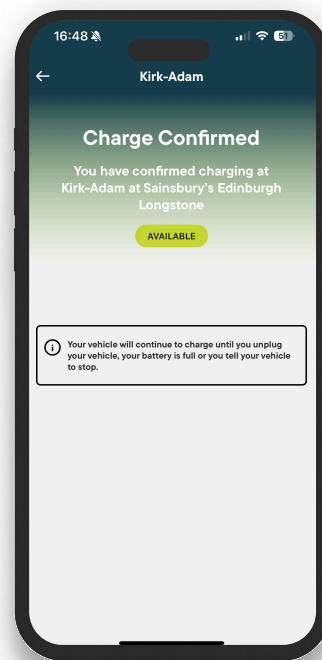 16:48
51
Kirk-Adam
Charge Confirmed
You have confirmed charging at
Kirk-Adam at Sainsbury's Edinburgh
Longstone
AVAILABLE
Your vehicle will continue to charge until you unplug
your vehicle, your battery is full or you tell your vehicle
to stop.